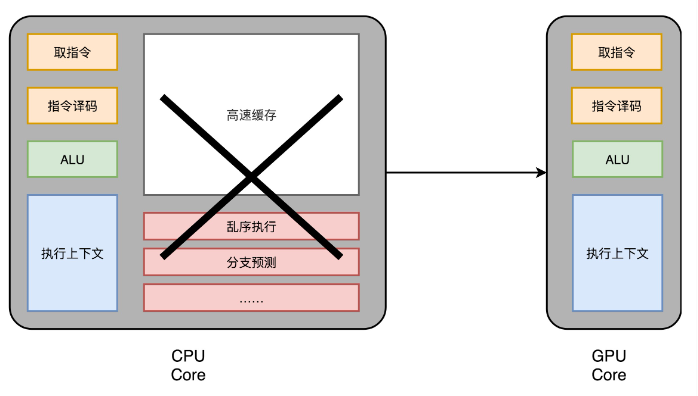 取指令
指令译码
ALU
执行上下文
高速缓存
乱序执行
分支预测
......
CPU
Core
取指令
指令译码
ALU
执行上下文
GPU
Core